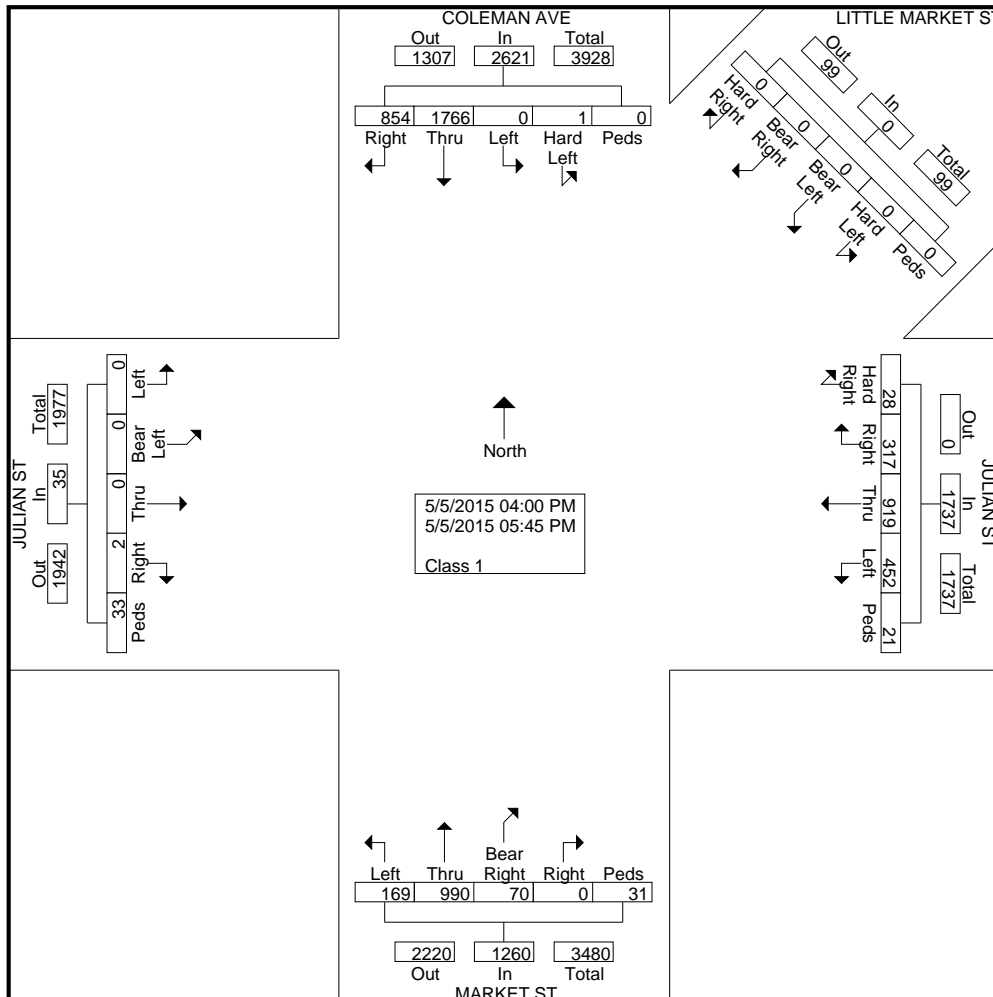 COLEMAN AVE
Out In Total
1307 2621 3928
854 1766 0 1 0
Right Thru Left Hard Left Peds
LITTLE MARKET ST
Out In Total
99 0 99
0 0 0 0 0
Hard Right Bear Right Bear Left Hard Left Peds
JULIAN ST
Total In Out
1977 35 1942
0 0 0 2 33
Left Bear Left Thru Right Peds
North
5/5/2015 04:00 PM
5/5/2015 05:45 PM
Class 1
Hard Right Right Thru Left Peds
28 317 919 452 21
Out In Total
0 1737 1737
JULIAN ST
Left Thru Bear Right Right Peds
169 990 70 0 31
2220 1260 3480
Out In Total
MARKET ST